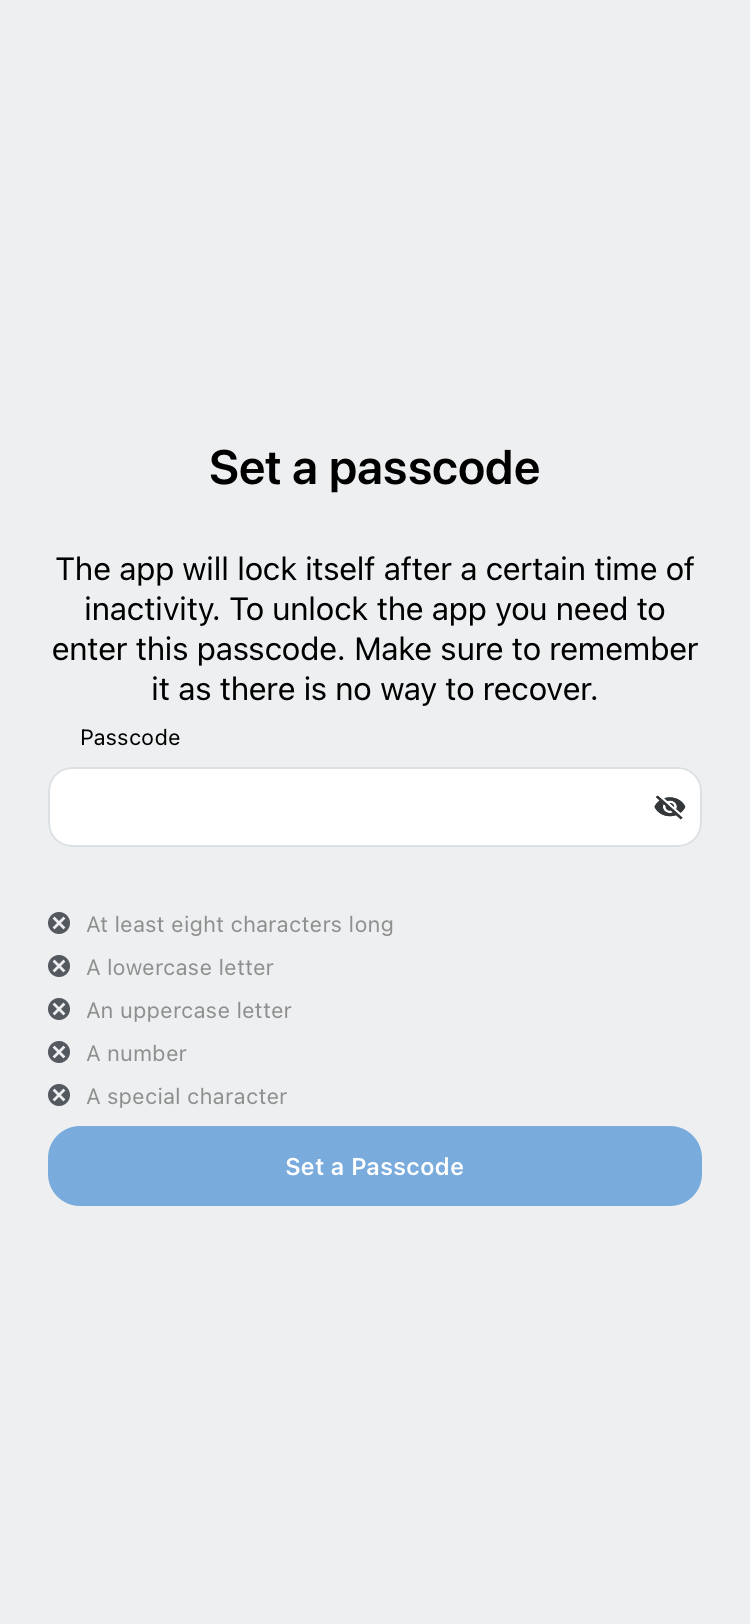 Set a passcode
The app will lock itself after a certain time of
inactivity. To unlock the app you need to
enter this passcode. Make sure to remember
it as there is no way to recover.
Passcode
At least eight characters long
A lowercase letter
An uppercase letter
A number
A special character
Set a Passcode